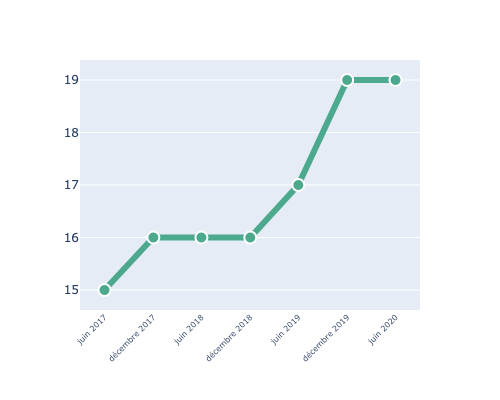 19
18
17
16
15
juin 2017
décembre 2017
juin 2018
décembre 2018
juin 2019
décembre 2019
juin 2020